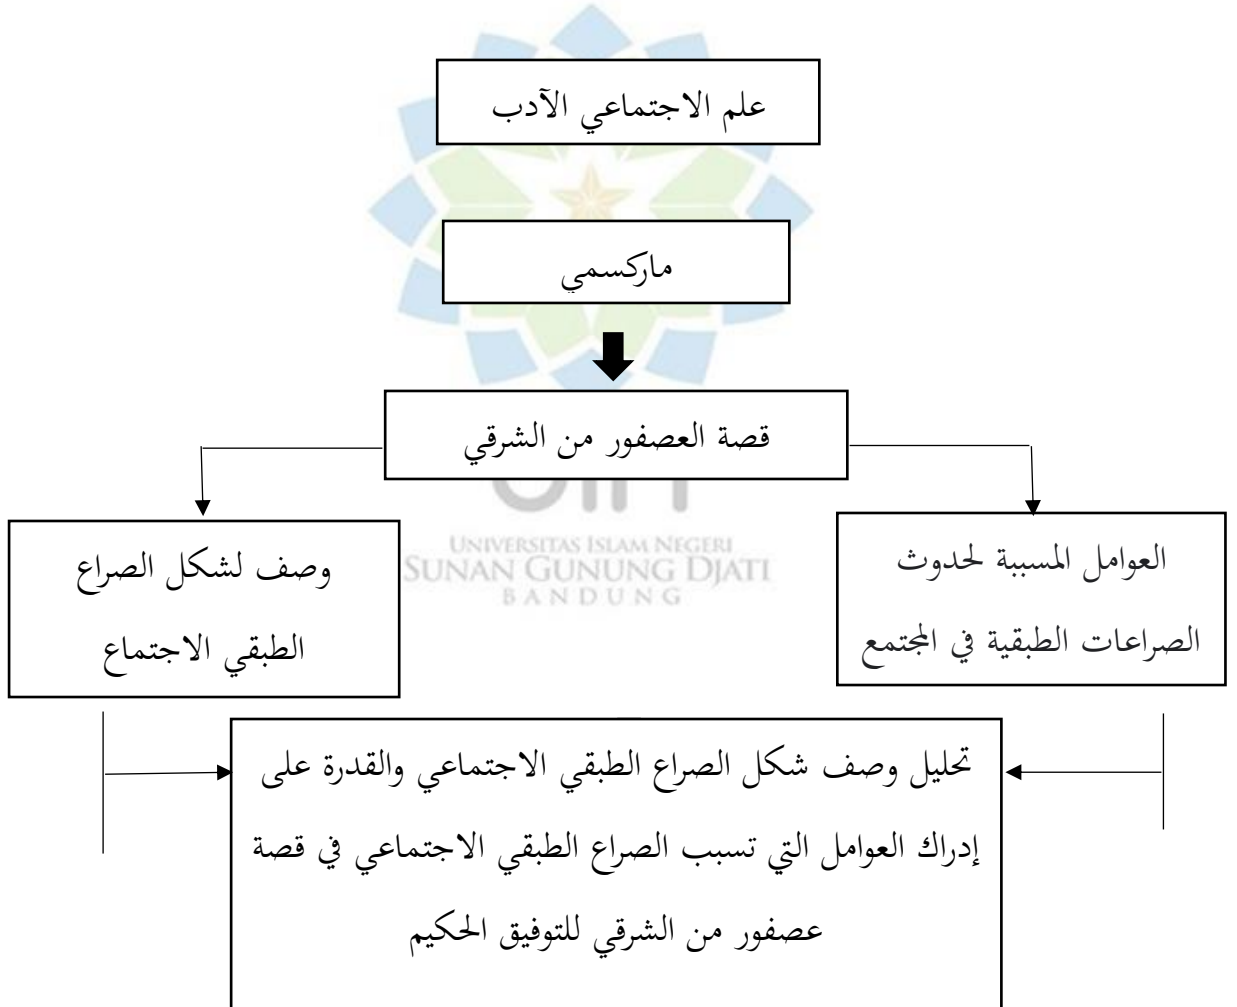 علم الاجتماعي الآدب
ماركسمي
قصة العصفور من الشرقي
العوامل المسببة لحدوث
الصراعات الطبقية في المجتمع
وصف لشكل الصراع
الطبقي الاجتماع
UNIVERSITAS ISLAM NEGERI
SUNAN GUNUNG DJATI
BANDUNG
تحليل وصف شكل الصراع الطبقي الاجتماعي والقدرة على
إدراك العوامل التي تسبب الصراع الطبقي الاجتماعي في قصة
عصفور من الشرقي للتوفيق الحكيم